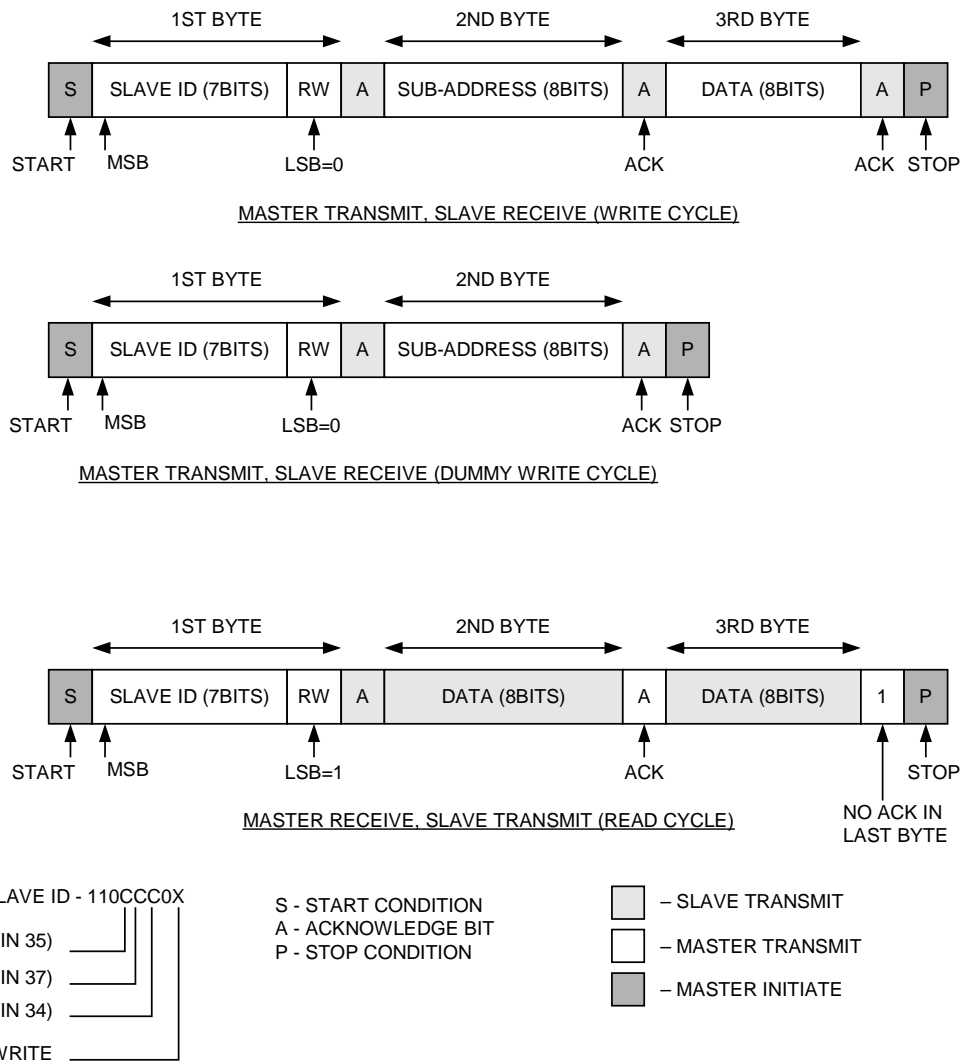 1ST BYTE 2ND BYTE 3RD BYTE
S SLAVE ID (7BITS) RW A SUB-ADDRESS (8BITS) A DATA (8BITS) A P
START MSB LSB=0 ACK ACK STOP
MASTER TRANSMIT, SLAVE RECEIVE (WRITE CYCLE)
1ST BYTE 2ND BYTE
S SLAVE ID (7BITS) RW A SUB-ADDRESS (8BITS) A P
START MSB LSB=0 ACK STOP
MASTER TRANSMIT, SLAVE RECEIVE (DUMMY WRITE CYCLE)
1ST BYTE 2ND BYTE 3RD BYTE
S SLAVE ID (7BITS) RW A DATA (8BITS) A DATA (8BITS) 1 P
START MSB LSB=1 ACK STOP
NO ACK IN
LAST BYTE
MASTER RECEIVE, SLAVE TRANSMIT (READ CYCLE)
LAVE ID - 110CCC0X
IN 35)
IN 37)
IN 34)
WRITE
S - START CONDITION
A - ACKNOWLEDGE BIT
P - STOP CONDITION
– SLAVE TRANSMIT
– MASTER TRANSMIT
– MASTER INITIATE